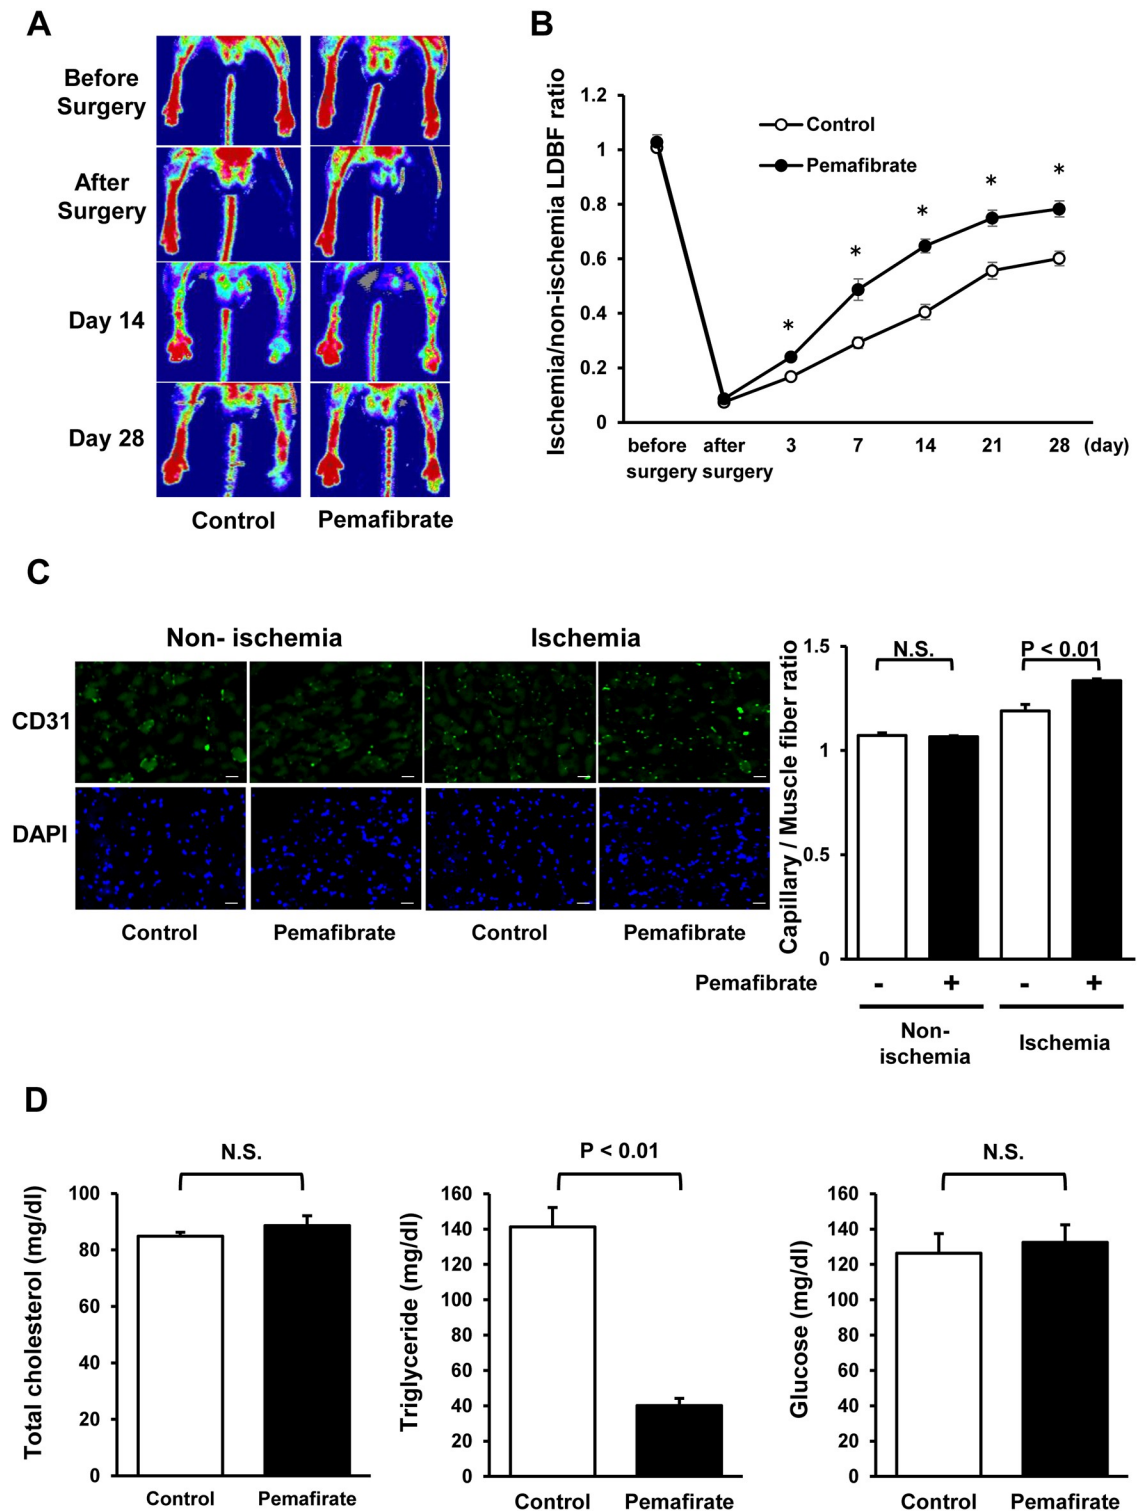 A
Before
Surgery
After
Surgery
Day 14
Day 28
Control
Pemafibrate
B
Ischemia/non-ischemia LDBF ratio
1.2
1
0.8
0.6
0.4
0.2
0
Control
Pemafibrate
*
*
*
*
*
before
surgery
after
surgery
3
7
14
21
28
(day)
C
Non- ischemia
Ischemia
CD31
DAPI
Control
Pemafibrate
Control
Pemafibrate
Capillary / Muscle fiber ratio
1.5
1
0.5
0
N.S.
P < 0.01
Pemafibrate
-
+
-
+
Non-
ischemia
Ischemia
D
Total cholesterol (mg/dl)
100
80
60
40
20
0
N.S.
Control
Pemafirate
Triglyceride (mg/dl)
160
140
120
100
80
60
40
20
0
P < 0.01
Control
Pemafirate
Glucose (mg/dl)
160
140
120
100
80
60
40
20
0
N.S.
Control
Pemafirate